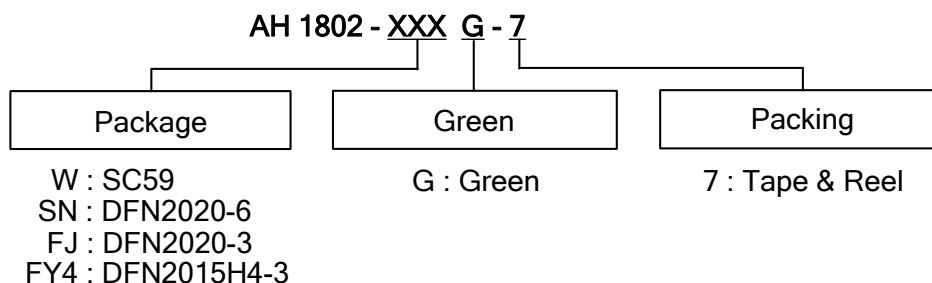 AH 1802 - XXX G - 7
Package
Green
Packing
W : SC59
SN : DFN2020-6
FJ : DFN2020-3
FY4 : DFN2015H4-3
G : Green
7 : Tape & Reel